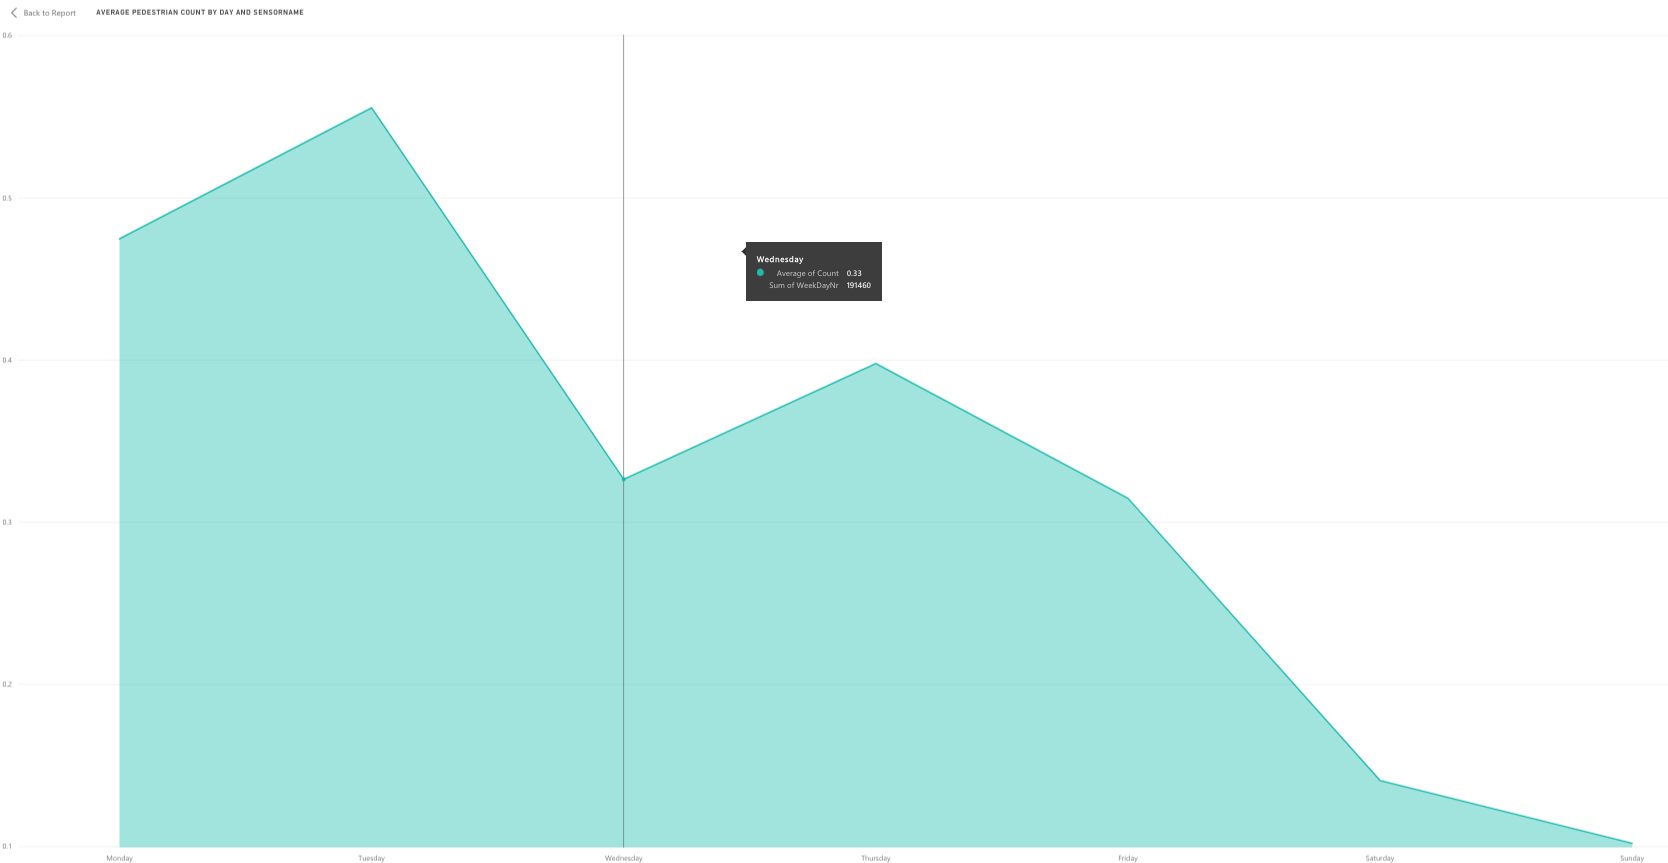 Back to Report AVERAGE PEDESTRIAN COUNT BY DAY AND SENSORNAME
0.6
0.5
0.4
0.3
0.2
0.1
Wednesday
Average of Count 0.33
Sum of WeekDayNr 191460
Monday Tuesday Wednesday Thursday Friday Saturday Sunday